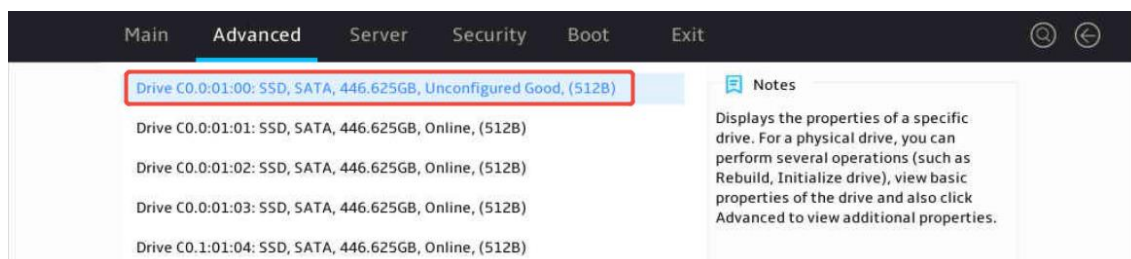 Main Advanced Server Security Boot Exit
Drive C0.0:01:00: SSD, SATA, 446.625GB, Unconfigured Good, (512B)
Drive C0.0:01:01: SSD, SATA, 446.625GB, Online, (512B)
Drive C0.0:01:02: SSD, SATA, 446.625GB, Online, (512B)
Drive C0.0:01:03: SSD, SATA, 446.625GB, Online, (512B)
Drive C0.1:01:04: SSD, SATA, 446.625GB, Online, (512B)
Notes
Displays the properties of a specific
drive. For a physical drive, you can
perform several operations (such as
Rebuild, Initialize drive), view basic
properties of the drive and also click
Advanced to view additional properties.